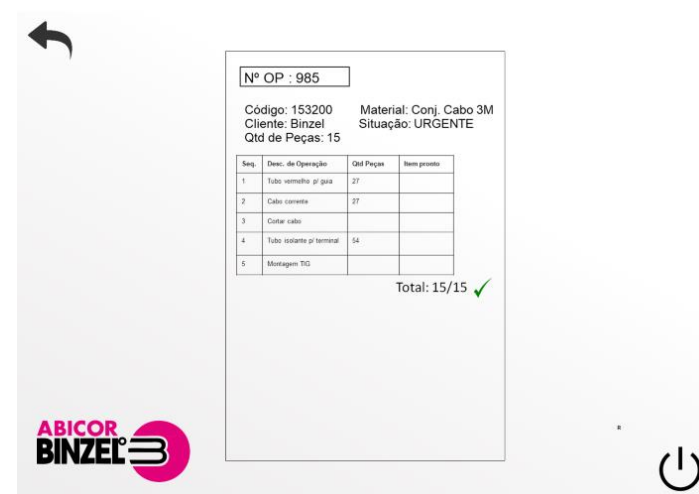 Nº OP : 985
Código: 153200 Material: Conj. Cabo 3M
Cliente: Binzel Situação: URGENTE
Qtd de Peças: 15
Seq. Desc. de Operação Qtd Peças Item pronto
1 Tubo vermelho p/ guia 27
2 Cabo corrente 27
3 Cortar cabo
4 Tubo isolante p/ terminal 54
5 Montagem TIG
Total: 15/15
ABICOR
BINZEL